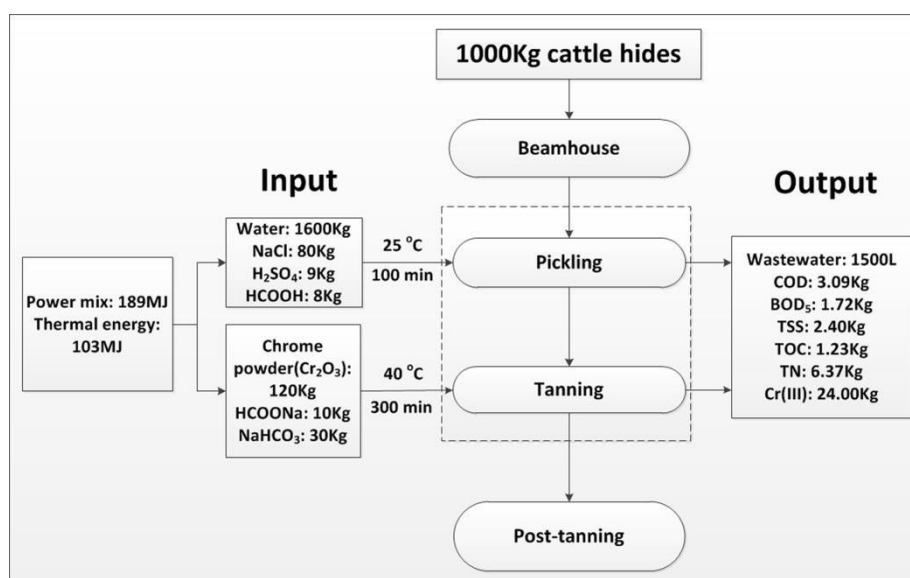 1000Kg cattle hides
Beamhouse
Input
Output
Water: 1600Kg
NaCl: 80Kg
H₂SO₄: 9Kg
HCOOH: 8Kg
25 °C
100 min
Pickling
Wastewater: 1500L
COD: 3.09Kg
BOD₅: 1.72Kg
TSS: 2.40Kg
TOC: 1.23Kg
TN: 6.37Kg
Cr(III): 24.00Kg
Power mix: 189MJ
Thermal energy:
103MJ
Chrome
powder(Cr₂O₃):
120Kg
HCOONa: 10Kg
NaHCO₃: 30Kg
40 °C
300 min
Tanning
Post-tanning